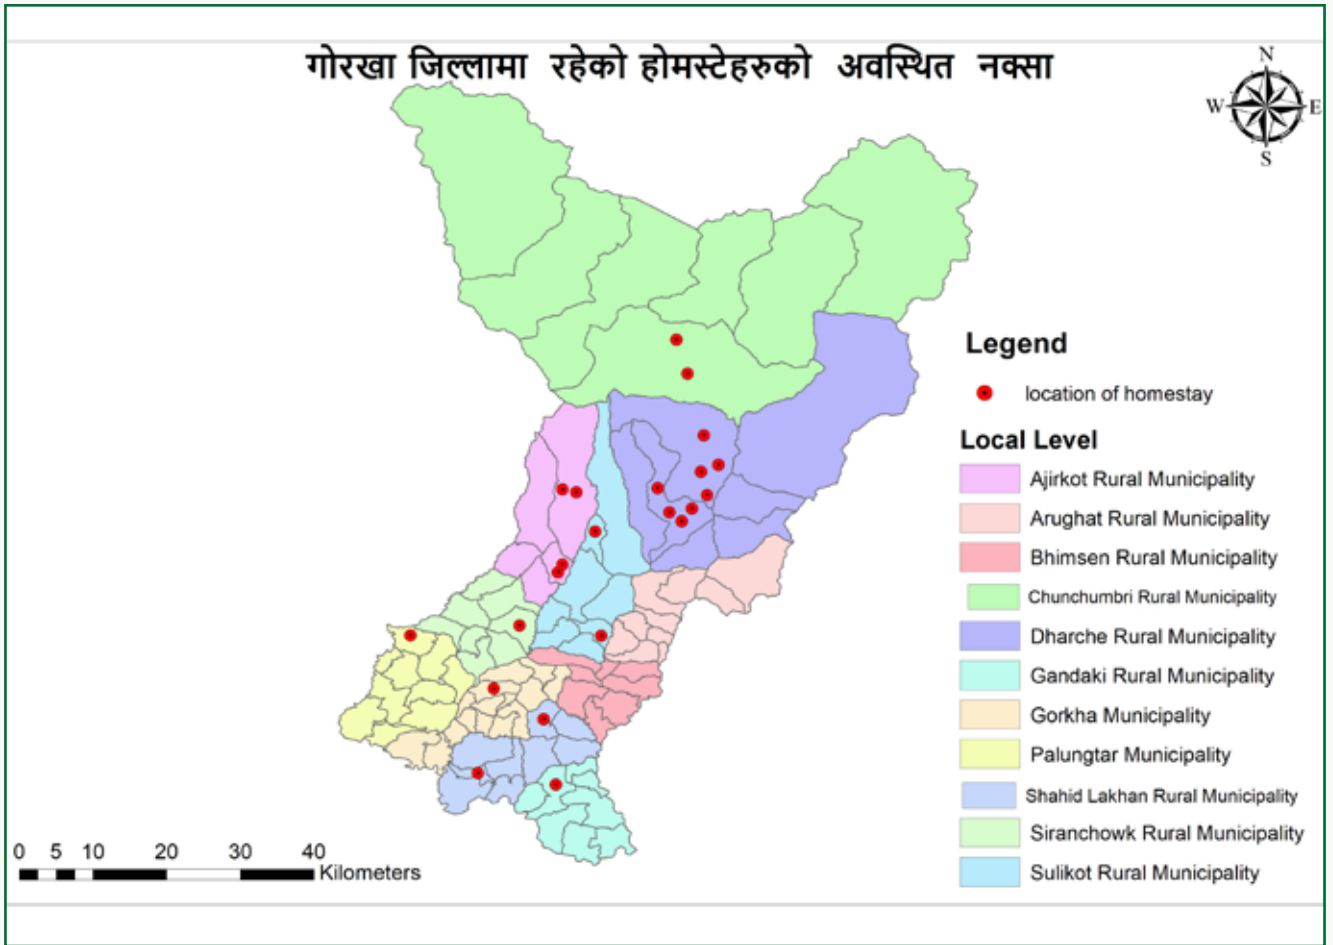 गोरखा जिल्लामा रहेको होमस्टेहरुको अवस्थित नक्सा
N
W E
S
Legend
location of homestay
Local Level
Ajirkot Rural Municipality
Arughat Rural Municipality
Bhimsen Rural Municipality
Chunchumbri Rural Municipality
Dharche Rural Municipality
Gandaki Rural Municipality
Gorkha Municipality
Palungtar Municipality
Shahid Lakhan Rural Municipality
Siranchowk Rural Municipality
Sulikot Rural Municipality
0 5 10 20 30 40
Kilometers